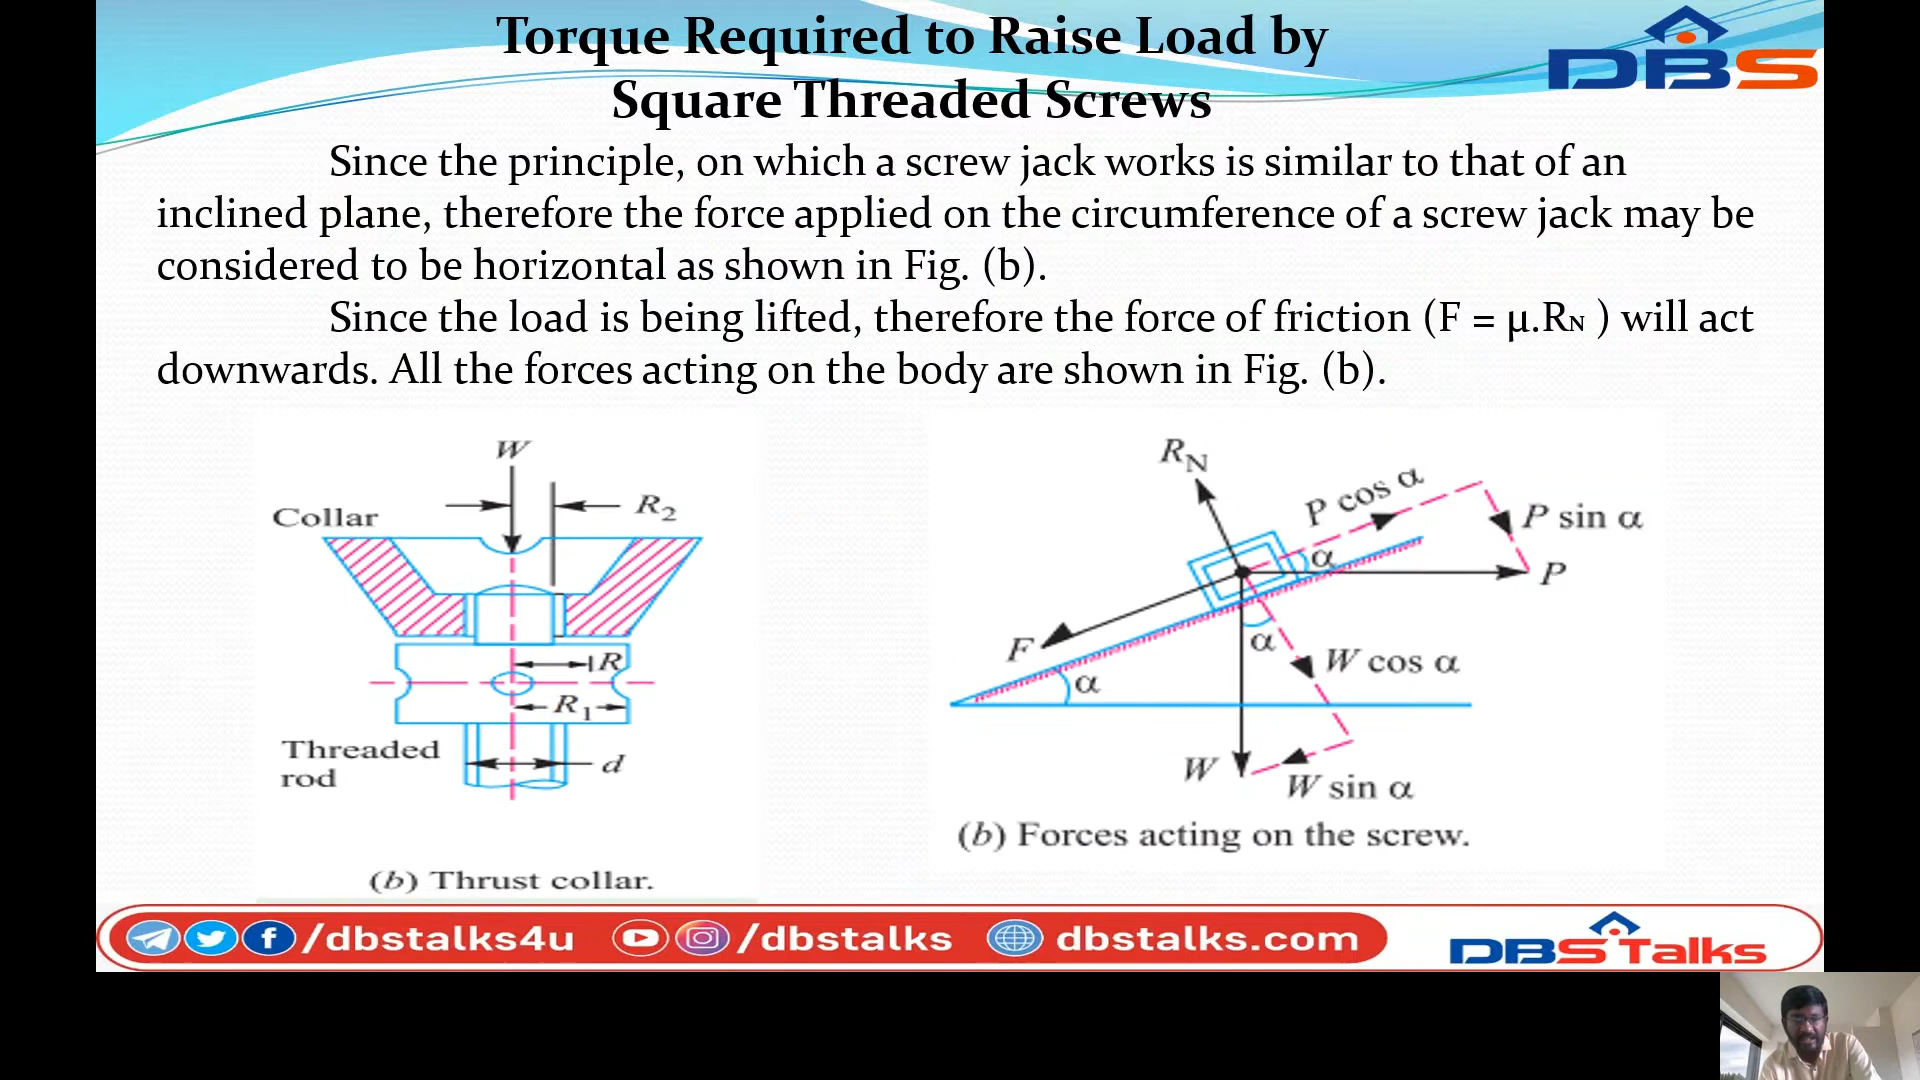 Torque Required to Raise Load by
Square Threaded Screws
DBS
Since the principle, on which a screw jack works is similar to that of an
inclined plane, therefore the force applied on the circumference of a screw jack may be
considered to be horizontal as shown in Fig. (b).
Since the load is being lifted, therefore the force of friction (F = μ.RN ) will act
downwards. All the forces acting on the body are shown in Fig. (b).
W
R2
Collar
R
R1
Threaded
rod
d
(b) Thrust collar.
RN
P cos α
P sin α
α
P
F
α
W cos α
α
W
W sin α
(b) Forces acting on the screw.
/dbstalks4u
/dbstalks
dbstalks.com
DBS Talks